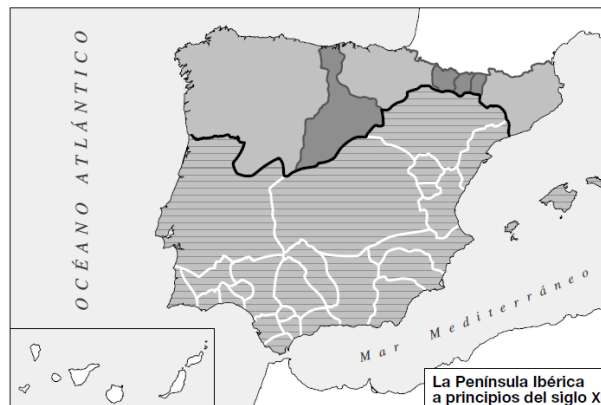 OCÉANO ATLÁNTICO
Mar Mediterráneo
La Península Ibérica
a principios del siglo X